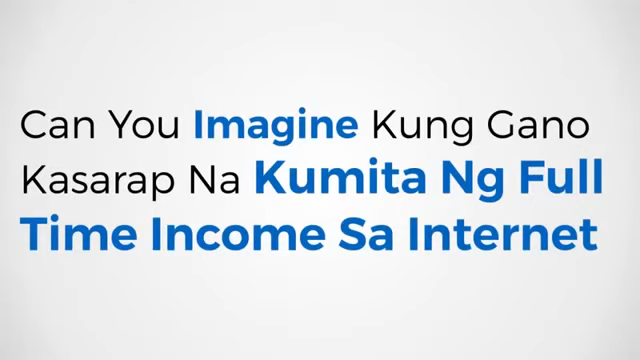 Can You Imagine Kung Gano
Kasarap Na Kumita Ng Full
Time Income Sa Internet